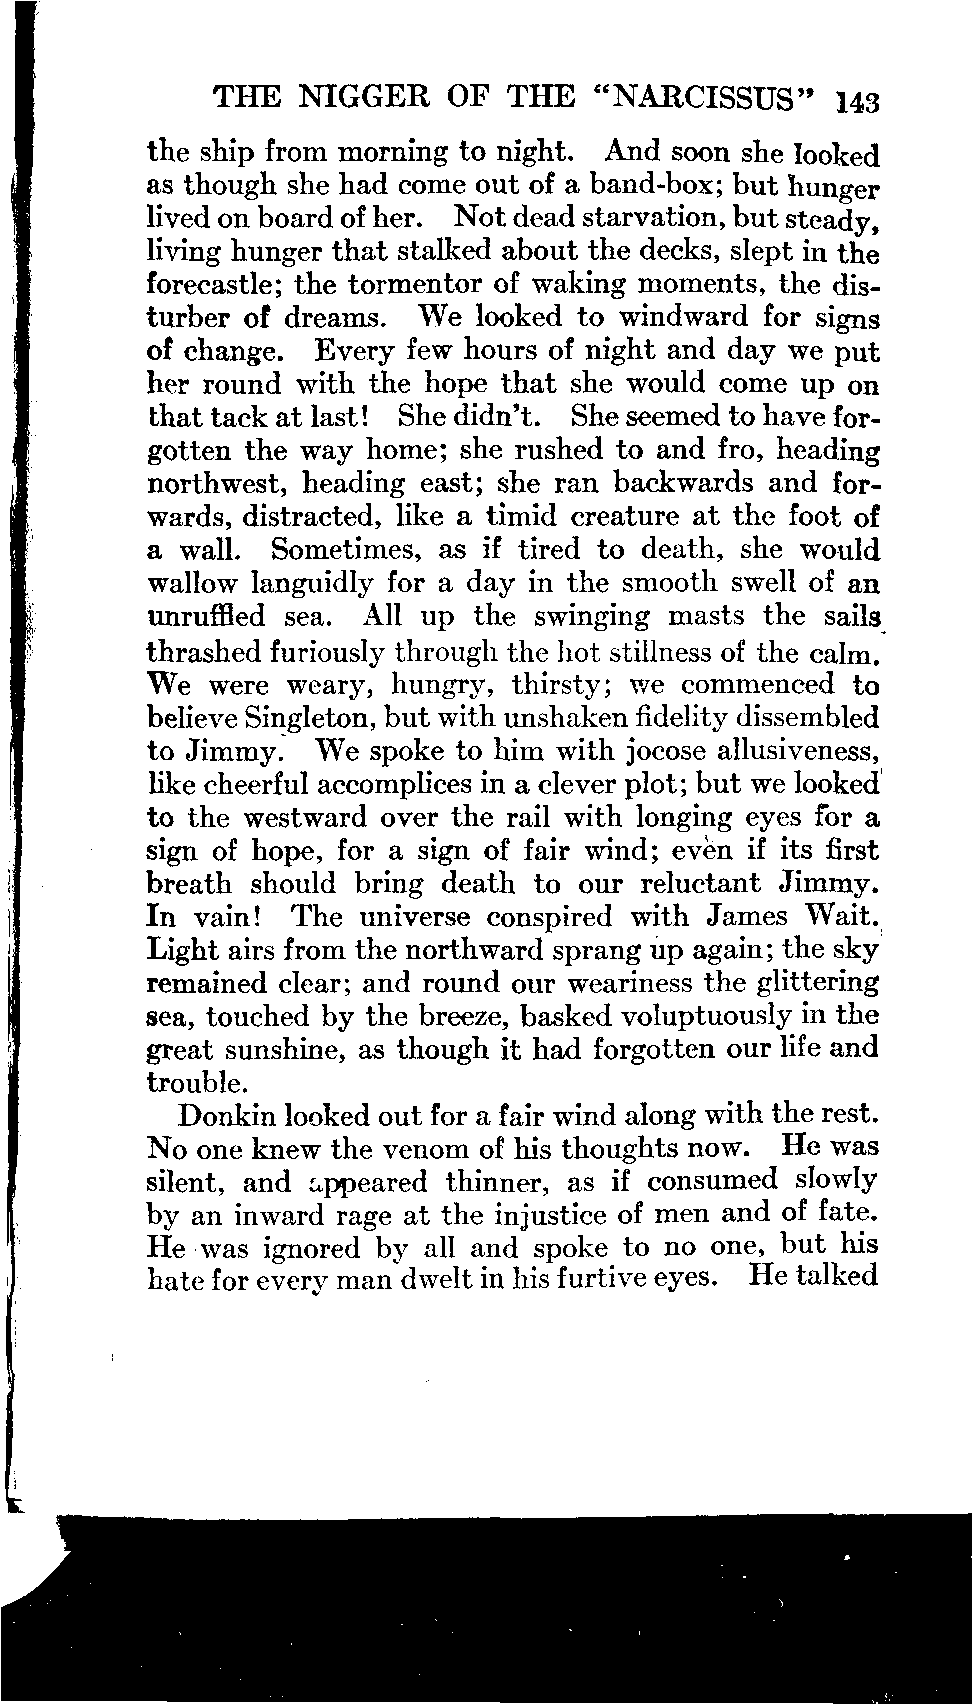 THE NIGGER OF THE “NARCISSUS” 143
the ship from morning to night. And soon she looked
as though she had come out of a band-box; but hunger
lived on board of her. Not dead starvation, but steady,
living hunger that stalked about the decks, slept in the
forecastle; the tormentor of waking moments, the dis-
turber of dreams. We looked to windward for signs
of change. Every few hours of night and day we put
her round with the hope that she would come up on
that tack at last! She didn’t. She seemed to have for-
gotten the way home; she rushed to and fro, heading
northwest, heading east; she ran backwards and for-
wards, distracted, like a timid creature at the foot of
a wall. Sometimes, as if tired to death, she would
wallow languidly for a day in the smooth swell of an
unruffled sea. All up the swinging masts the sails
thrashed furiously through the hot stillness of the calm.
We were weary, hungry, thirsty; we commenced to
believe Singleton, but with unshaken fidelity dissembled
to Jimmy. We spoke to him with jocose allusiveness,
like cheerful accomplices in a clever plot; but we looked
to the westward over the rail with longing eyes for a
sign of hope, for a sign of fair wind; even if its first
breath should bring death to our reluctant Jimmy.
In vain! The universe conspired with James Wait.
Light airs from the northward sprang up again; the sky
remained clear; and round our weariness the glittering
sea, touched by the breeze, basked voluptuously in the
great sunshine, as though it had forgotten our life and
trouble.
Donkin looked out for a fair wind along with the rest.
No one knew the venom of his thoughts now. He was
silent, and appeared thinner, as if consumed slowly
by an inward rage at the injustice of men and of fate.
He was ignored by all and spoke to no one, but his
hate for every man dwelt in his furtive eyes. He talked